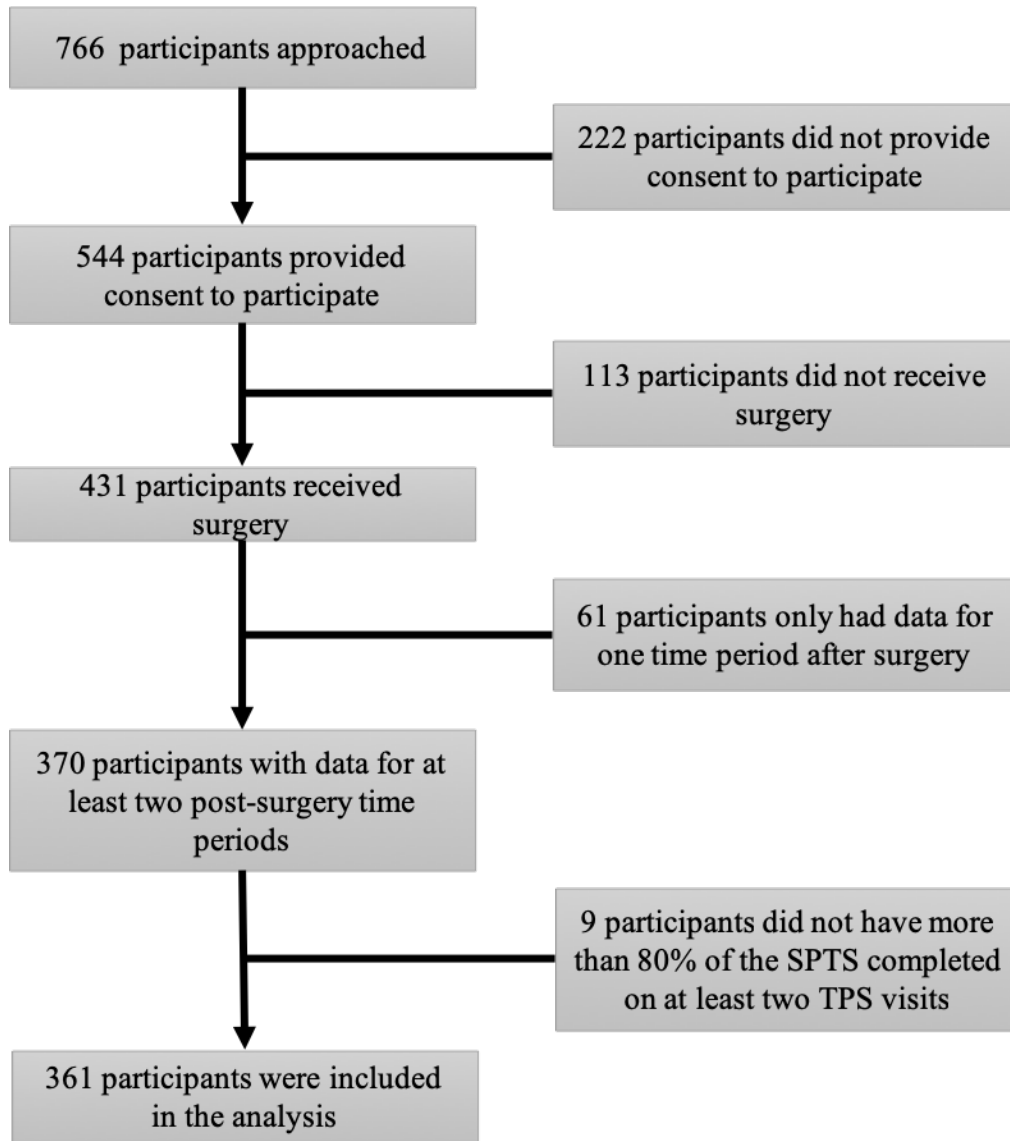 766 participants approached
222 participants did not provide
consent to participate
544 participants provided
consent to participate
113 participants did not receive
surgery
431 participants received
surgery
61 participants only had data for
one time period after surgery
370 participants with data for at
least two post-surgery time
periods
9 participants did not have more
than 80% of the SPTS completed
on at least two TPS visits
361 participants were included
in the analysis